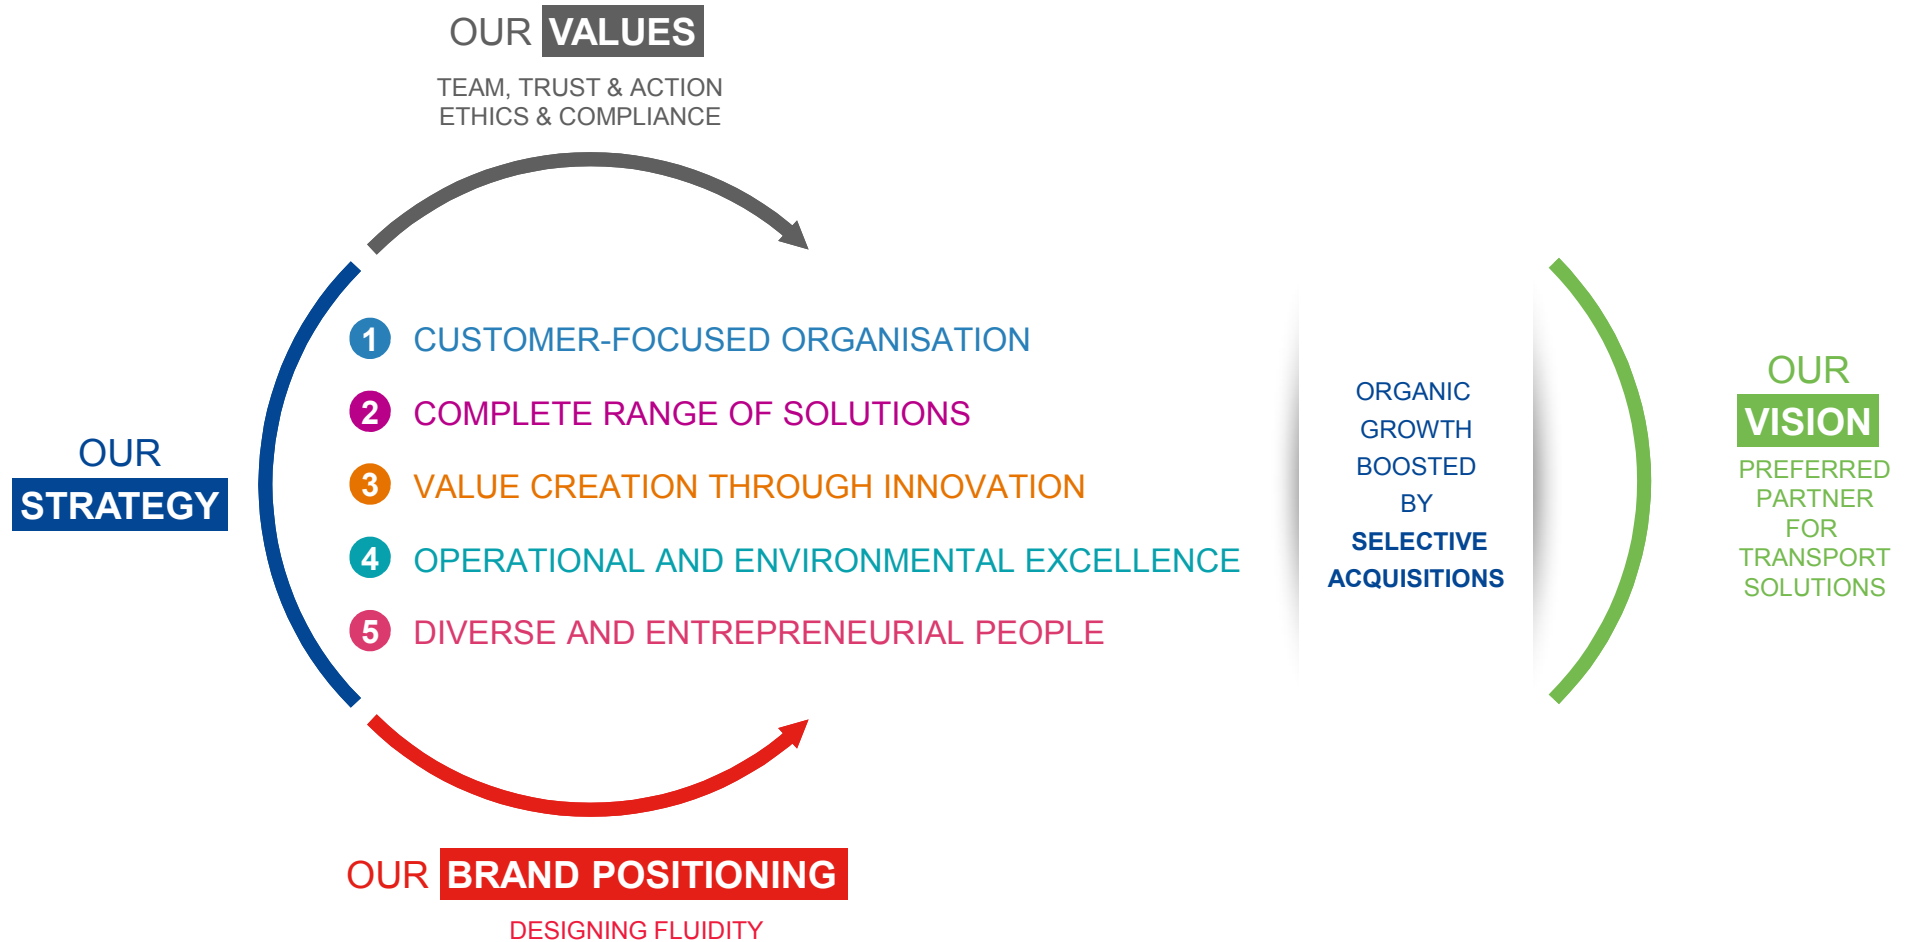 OUR VALUES
TEAM, TRUST & ACTION
ETHICS & COMPLIANCE
OUR
STRATEGY
1 CUSTOMER-FOCUSED ORGANISATION
2 COMPLETE RANGE OF SOLUTIONS
3 VALUE CREATION THROUGH INNOVATION
4 OPERATIONAL AND ENVIRONMENTAL EXCELLENCE
5 DIVERSE AND ENTREPRENEURIAL PEOPLE
ORGANIC
GROWTH
BOOSTED
BY
SELECTIVE
ACQUISITIONS
OUR
VISION
PREFERRED
PARTNER
FOR
TRANSPORT
SOLUTIONS
OUR BRAND POSITIONING
DESIGNING FLUIDITY